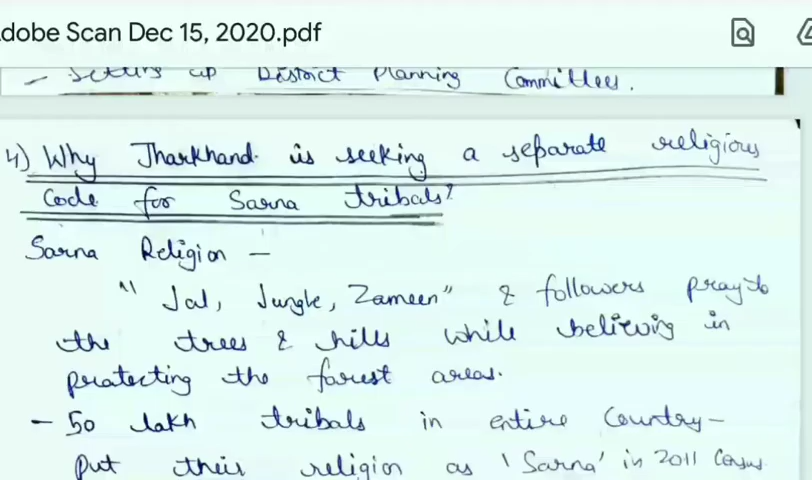 dobe Scan Dec 15, 2020.pdf
- Setting up District Planning Committees.
4) Why Jharkhand is seeking a separate religious
Code for Sarna tribals?
Sarna Religion -
"Jal, Jungle, Zameen" & followers pray to
the trees & hills while believing in
protecting the forest areas.
- 50 lakh tribals in entire Country -
put their religion as 'Sarna' in 2011 Census